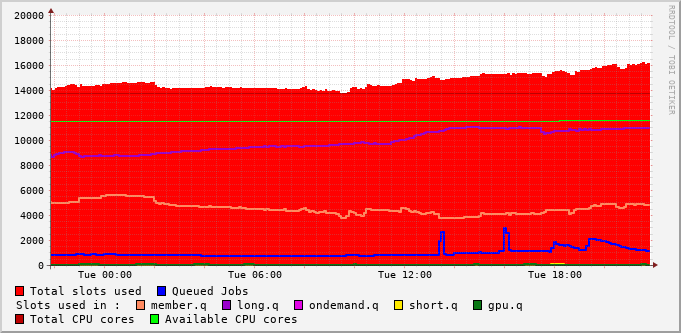 20000
18000
16000
14000
12000
10000
8000
6000
4000
2000
0
Tue 00:00 Tue 06:00 Tue 12:00 Tue 18:00
Total slots used Queued Jobs
Slots used in : member.q long.q ondemand.q short.q gpu.q
Total CPU cores Available CPU cores
RRDTOOL / TOBI OETIKER